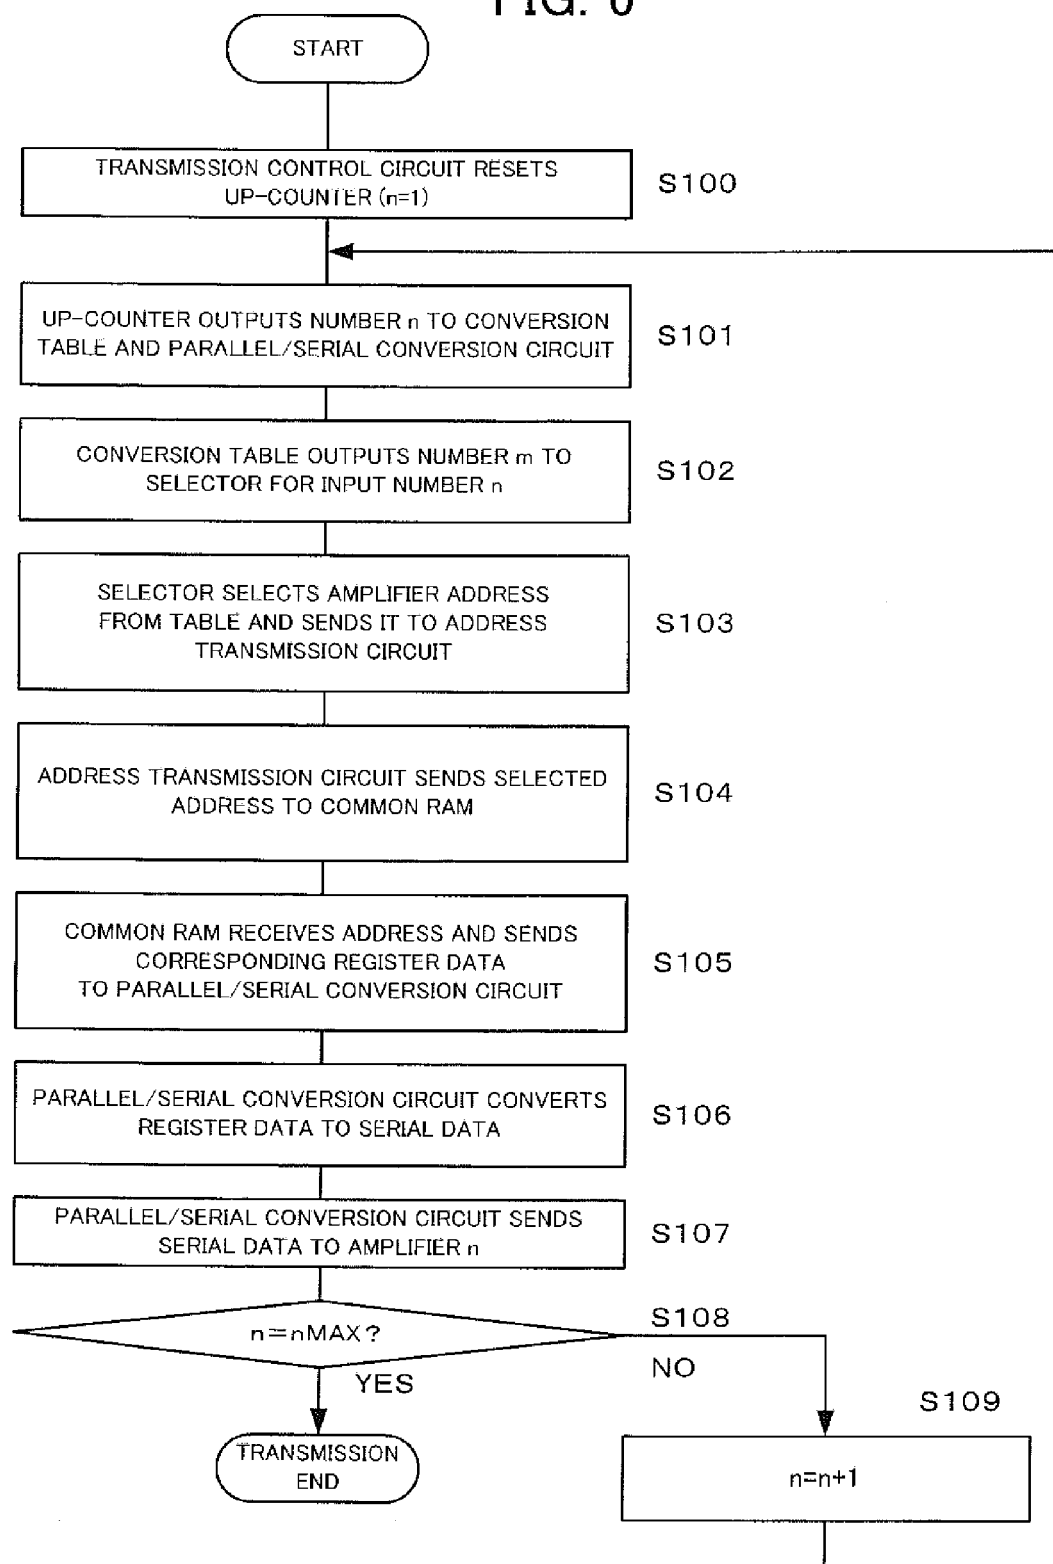 START
TRANSMISSION CONTROL CIRCUIT RESETS
UP-COUNTER (n=1)
S100
UP-COUNTER OUTPUTS NUMBER n TO CONVERSION
TABLE AND PARALLEL/SERIAL CONVERSION CIRCUIT
S101
CONVERSION TABLE OUTPUTS NUMBER m TO
SELECTOR FOR INPUT NUMBER n
S102
SELECTOR SELECTS AMPLIFIER ADDRESS
FROM TABLE AND SENDS IT TO ADDRESS
TRANSMISSION CIRCUIT
S103
ADDRESS TRANSMISSION CIRCUIT SENDS SELECTED
ADDRESS TO COMMON RAM
S104
COMMON RAM RECEIVES ADDRESS AND SENDS
CORRESPONDING REGISTER DATA
TO PARALLEL/SERIAL CONVERSION CIRCUIT
S105
PARALLEL/SERIAL CONVERSION CIRCUIT CONVERTS
REGISTER DATA TO SERIAL DATA
S106
PARALLEL/SERIAL CONVERSION CIRCUIT SENDS
SERIAL DATA TO AMPLIFIER n
S107
n=nMAX?
S108
YES
NO
TRANSMISSION
END
S109
n=n+1